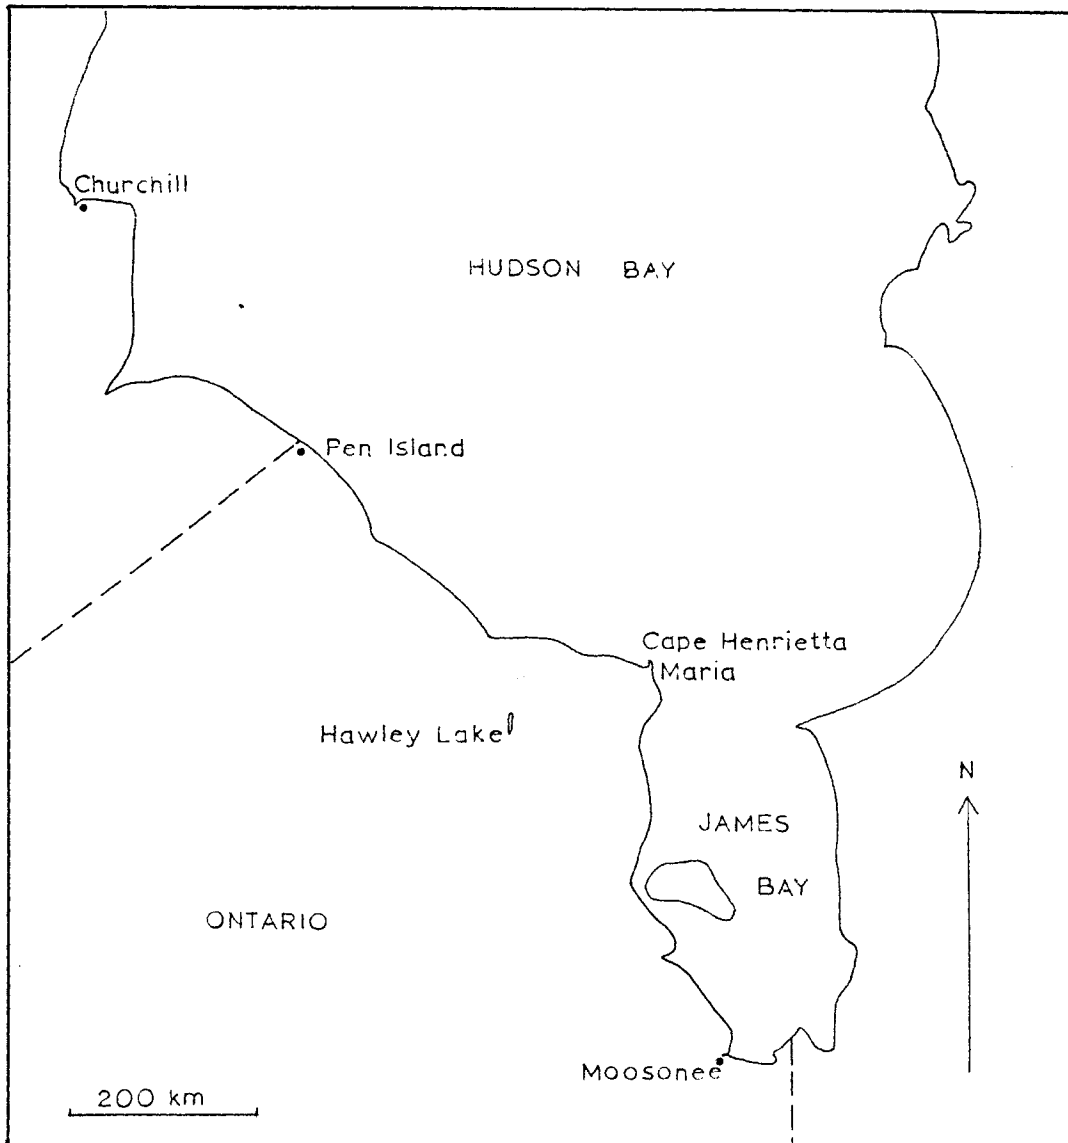 Churchill
HUDSON BAY
Pen Island
Cape Henrietta
Maria
Hawley Lake
N
JAMES
BAY
ONTARIO
Moosonee
200 km